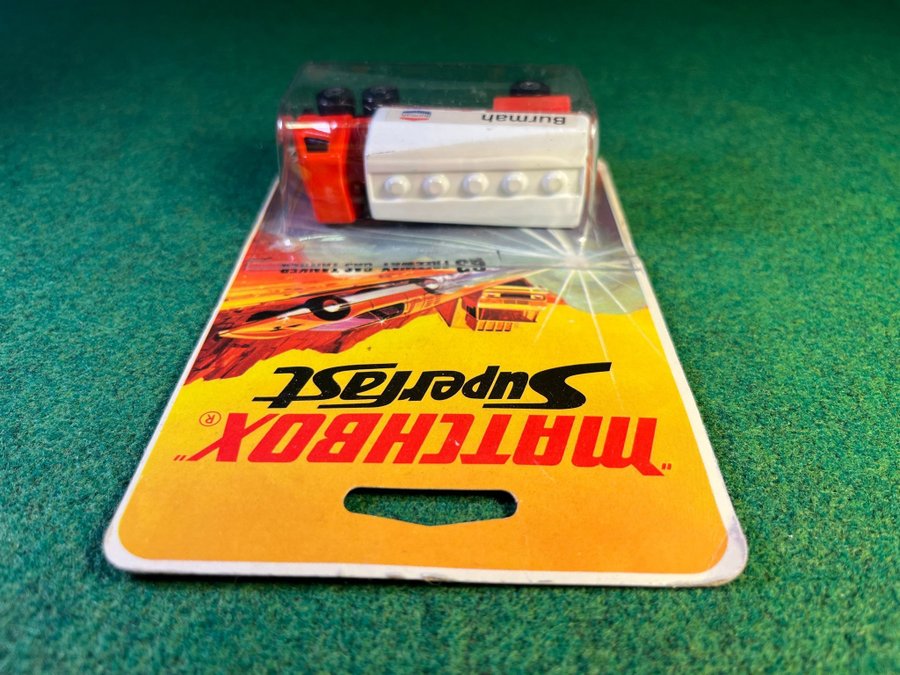 "MATCHBOX"®
Superfast
63 FREEWAY GAS TANKER
Burmah